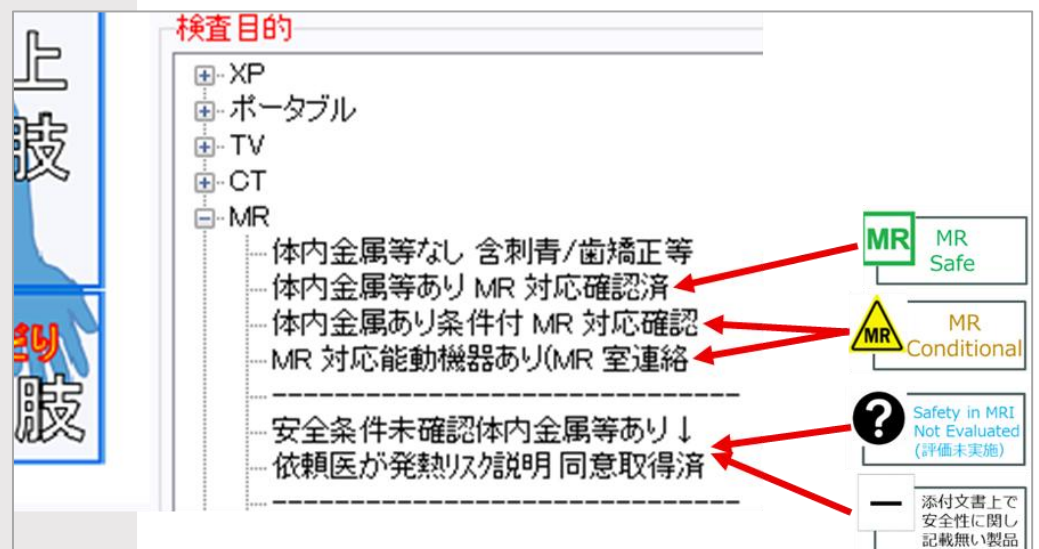 上
肢
どり
肢
検査目的
XP
ポータブル
TV
CT
MR
体内金属等なし 含刺青/歯矯正等
体内金属等あり MR 対応確認済
体内金属あり条件付 MR 対応確認
MR 対応能動機器あり(MR 室連絡
------------------------------
安全条件未確認体内金属等あり↓
依頼医が発熱リスク説明 同意取得済
------------------------------
MR
MR
Safe
MR
MR
Conditional
?
Safety in MRI
Not Evaluated
(評価未実施)
ー
添付文書上で
安全性に関し
記載無い製品